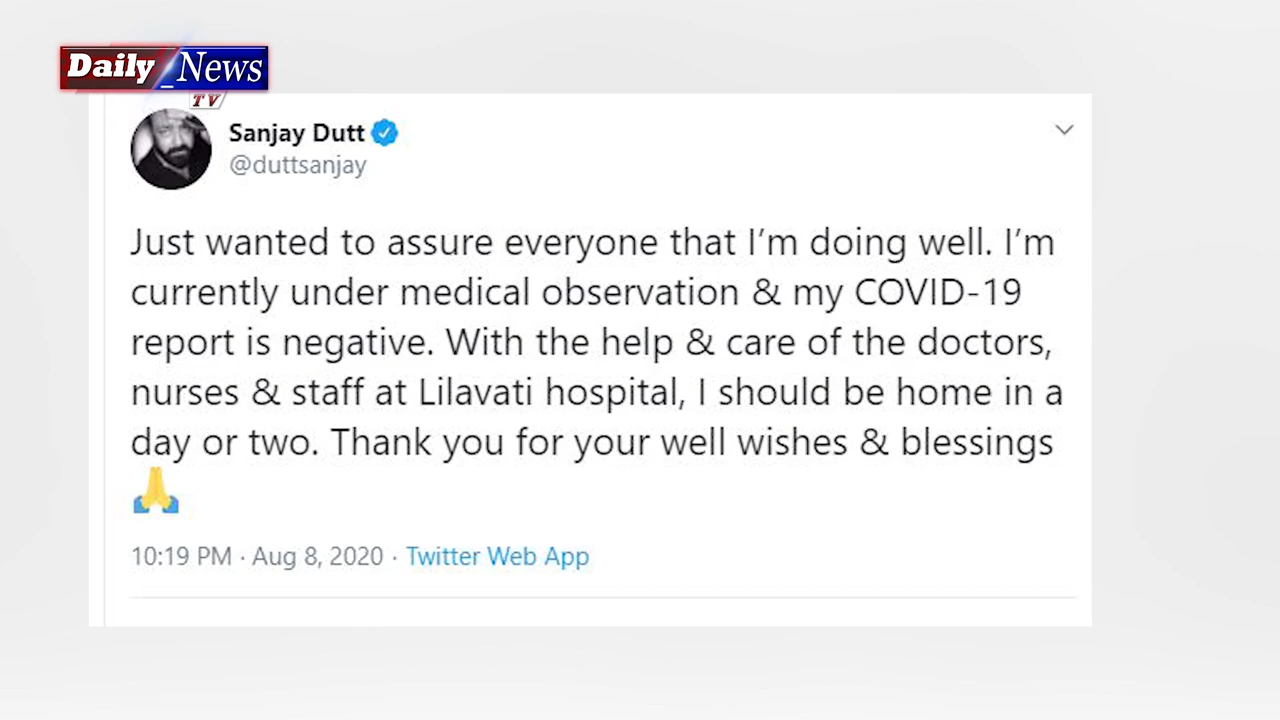 Daily News
TV
Sanjay Dutt
@duttsanjay
Just wanted to assure everyone that I’m doing well. I’m
currently under medical observation & my COVID-19
report is negative. With the help & care of the doctors,
nurses & staff at Lilavati hospital, I should be home in a
day or two. Thank you for your well wishes & blessings
🙏
10:19 PM · Aug 8, 2020 · Twitter Web App